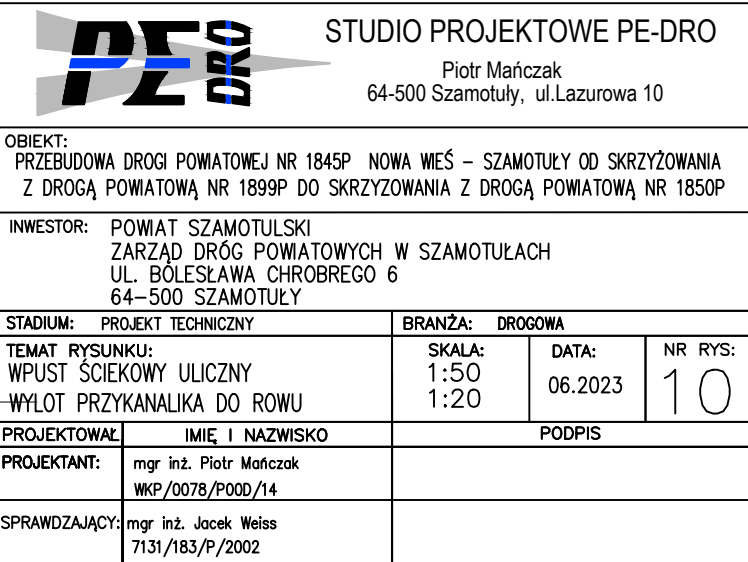 PE DRO
STUDIO PROJEKTOWE PE-DRO
Piotr Mańczak
64-500 Szamotuły, ul.Lazurowa 10
OBIEKT:
PRZEBUDOWA DROGI POWIATOWEJ NR 1845P NOWA WIEŚ – SZAMOTUŁY OD SKRZYŻOWANIA
Z DROGĄ POWIATOWĄ NR 1899P DO SKRZYZOWANIA Z DROGĄ POWIATOWĄ NR 1850P
INWESTOR: POWIAT SZAMOTULSKI
ZARZĄD DRÓG POWIATOWYCH W SZAMOTUŁACH
UL. BOLESŁAWA CHROBREGO 6
64–500 SZAMOTUŁY
STADIUM: PROJEKT TECHNICZNY
BRANŻA: DROGOWA
TEMAT RYSUNKU:
WPUST ŚCIEKOWY ULICZNY
WYLOT PRZYKANALIKA DO ROWU
SKALA:
1:50
1:20
DATA:
06.2023
NR RYS:
10
PROJEKTOWAŁ IMIĘ I NAZWISKO PODPIS
PROJEKTANT: mgr inż. Piotr Mańczak
WKP/0078/POOD/14
SPRAWDZAJĄCY: mgr inż. Jacek Weiss
7131/183/P/2002